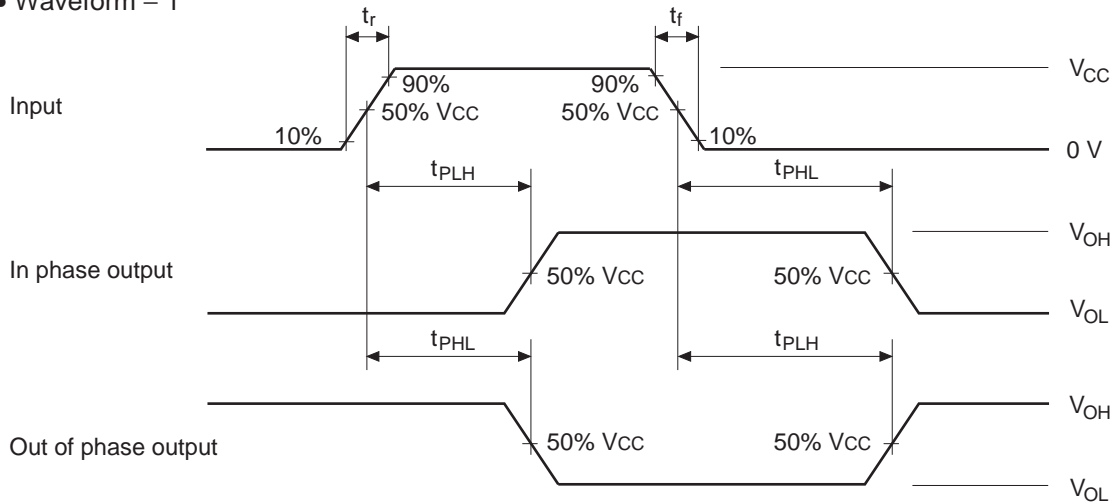 • Waveform – 1
tr
tf
VCC
90%
90%
Input
50% VCC
50% VCC
10%
10%
0 V
tPLH
tPHL
VOH
In phase output
50% VCC
50% VCC
VOL
tPHL
tPLH
VOH
Out of phase output
50% VCC
50% VCC
VOL